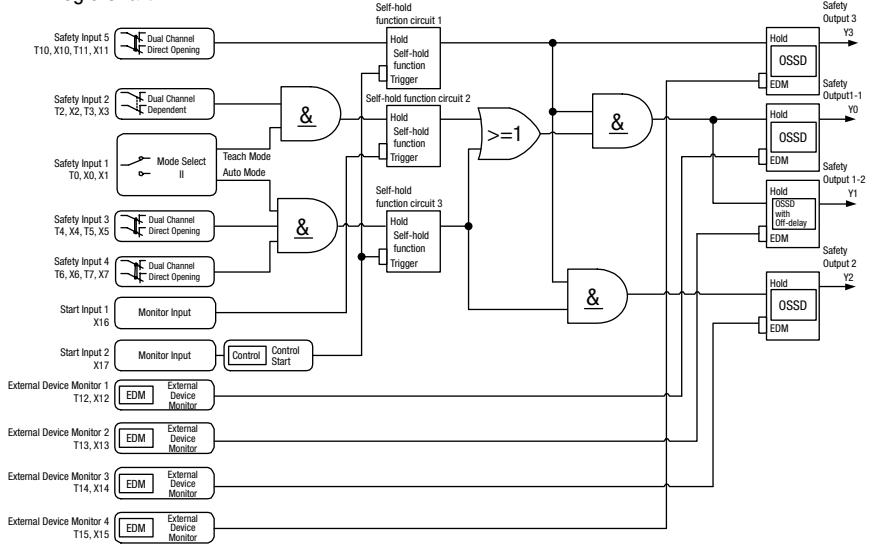 Self-hold
function circuit 1
Safety Input 5
T10, X10, T11, X11
Dual Channel
Direct Opening
Hold
Self-hold
function
Trigger
Safety
Output 3
Y3
Hold
OSSD
EDM
Safety Input 2
T2, X2, T3, X3
Dual Channel
Dependent
&
Self-hold function circuit 2
Hold
Self-hold
function
Trigger
>=1
&
Safety
Output1-1
Y0
Hold
OSSD
EDM
Safety Input 1
T0, X0, X1
Mode Select
II
Teach Mode
Auto Mode
Safety
Output 1-2
Y1
Hold
OSSD
with
Off-delay
EDM
Safety Input 3
T4, X4, T5, X5
Dual Channel
Direct Opening
&
Self-hold
function circuit 3
Hold
Self-hold
function
Trigger
Safety Input 4
T6, X6, T7, X7
Dual Channel
Direct Opening
&
Safety
Output 2
Y2
Hold
OSSD
EDM
Start Input 1
X16
Monitor Input
Start Input 2
X17
Monitor Input
Control
Control
Start
External Device Monitor 1
T12, X12
EDM
External
Device
Monitor
External Device Monitor 2
T13, X13
EDM
External
Device
Monitor
External Device Monitor 3
T14, X14
EDM
External
Device
Monitor
External Device Monitor 4
T15, X15
EDM
External
Device
Monitor